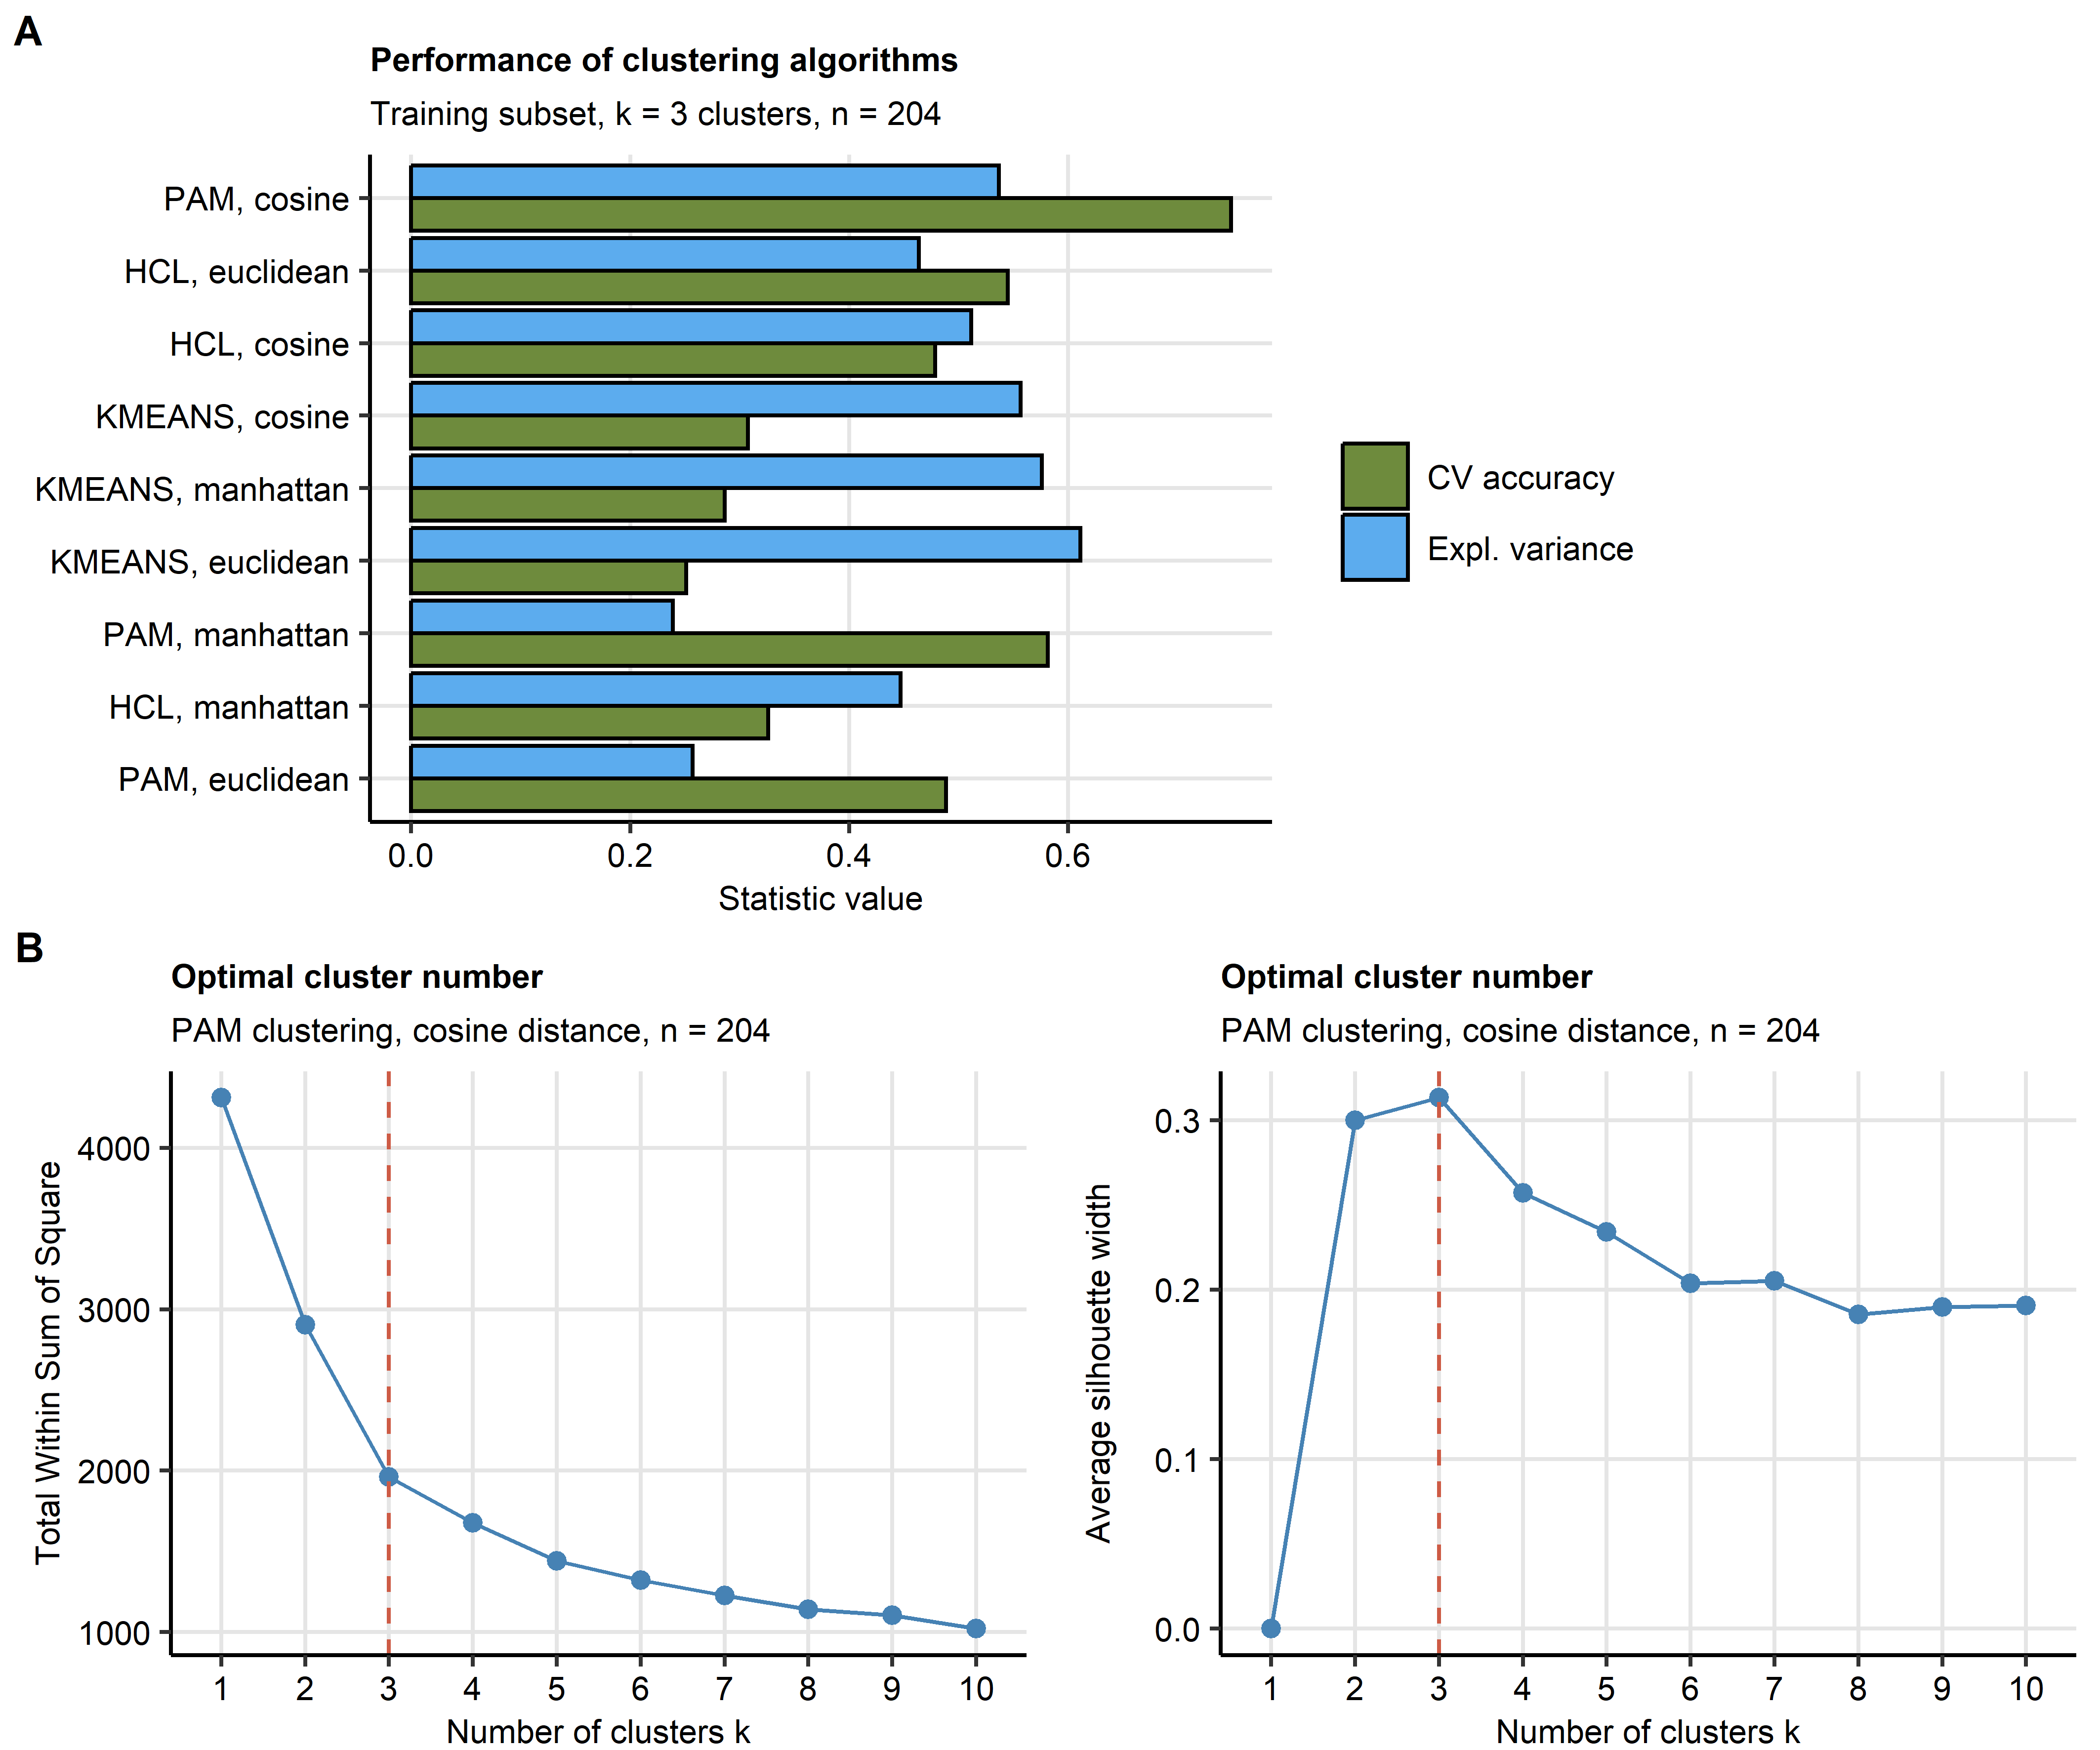 A
Performance of clustering algorithms
Training subset, k = 3 clusters, n = 204
PAM, cosine
HCL, euclidean
HCL, cosine
KMEANS, cosine
KMEANS, manhattan
KMEANS, euclidean
PAM, manhattan
HCL, manhattan
PAM, euclidean
0.0 0.2 0.4 0.6
Statistic value
CV accuracy
Expl. variance
B
Optimal cluster number
PAM clustering, cosine distance, n = 204
Total Within Sum of Square
4000
3000
2000
1000
1 2 3 4 5 6 7 8 9 10
Number of clusters k
Optimal cluster number
PAM clustering, cosine distance, n = 204
Average silhouette width
0.3
0.2
0.1
0.0
1 2 3 4 5 6 7 8 9 10
Number of clusters k